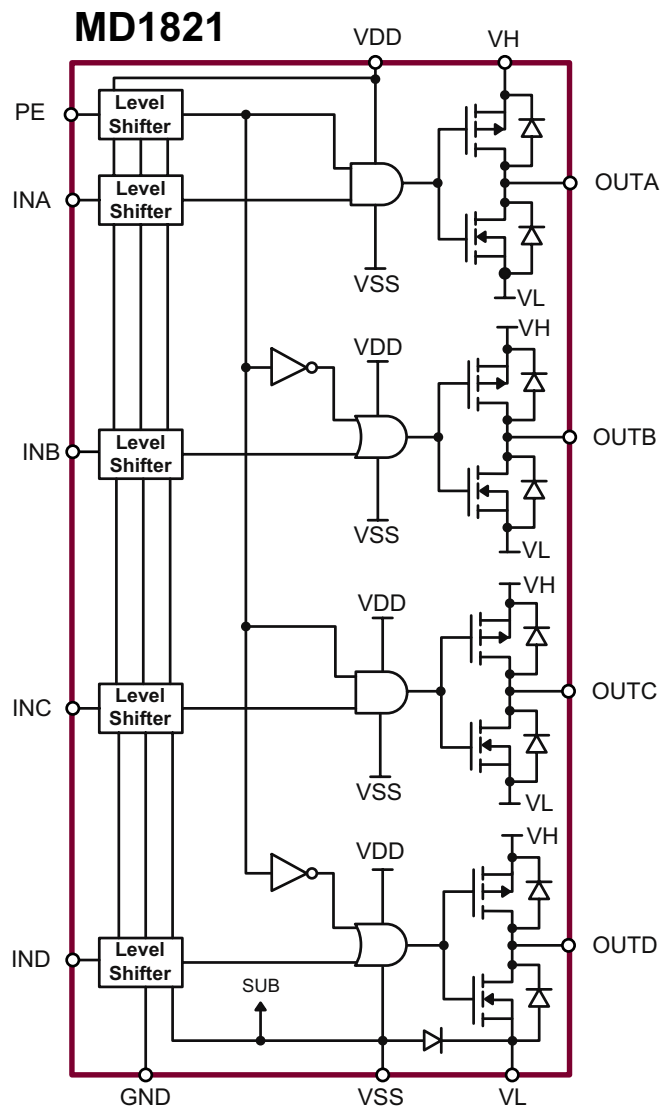 MD1821
VDD
VH
PE
Level
Shifter
INA
Level
Shifter
OUTA
VSS
VL
VH
VDD
INB
Level
Shifter
OUTB
VSS
VL
VH
VDD
INC
Level
Shifter
OUTC
VSS
VL
VH
VDD
IND
Level
Shifter
OUTD
SUB
GND
VSS
VL